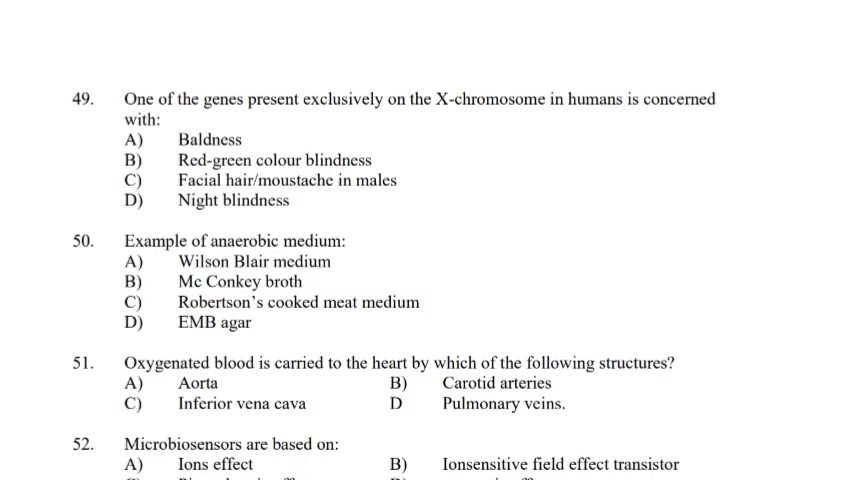 49. One of the genes present exclusively on the X-chromosome in humans is concerned
with:
A) Baldness
B) Red-green colour blindness
C) Facial hair/moustache in males
D) Night blindness
50. Example of anaerobic medium:
A) Wilson Blair medium
B) Mc Conkey broth
C) Robertson's cooked meat medium
D) EMB agar
51. Oxygenated blood is carried to the heart by which of the following structures?
A) Aorta B) Carotid arteries
C) Inferior vena cava D Pulmonary veins.
52. Microbiosensors are based on:
A) Ions effect B) Ionsensitive field effect transistor